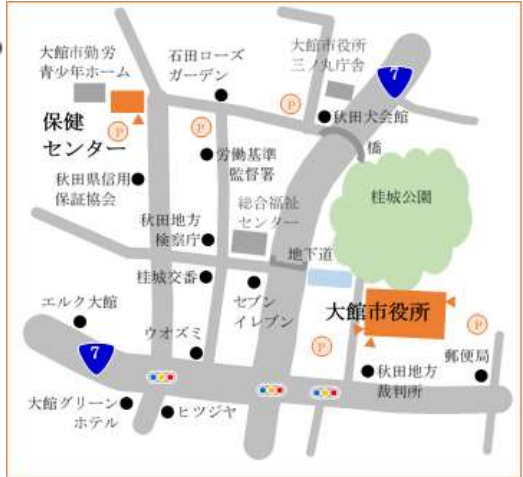 大館市勤労
青少年ホーム
石田ローズ
ガーデン
大館市役所
三ノ丸庁舎
7
P
P
P
秋田犬会館
保健
センター
橋
労働基準
監督署
秋田県信用
保証協会
桂城公園
総合福祉
センター
秋田地方
検察庁
地下道
桂城交番
セブン
イレブン
エルク大館
大館市役所
ウオズミ
P
P
7
郵便局
秋田地方
裁判所
大館グリーン
ホテル
ヒツジヤ